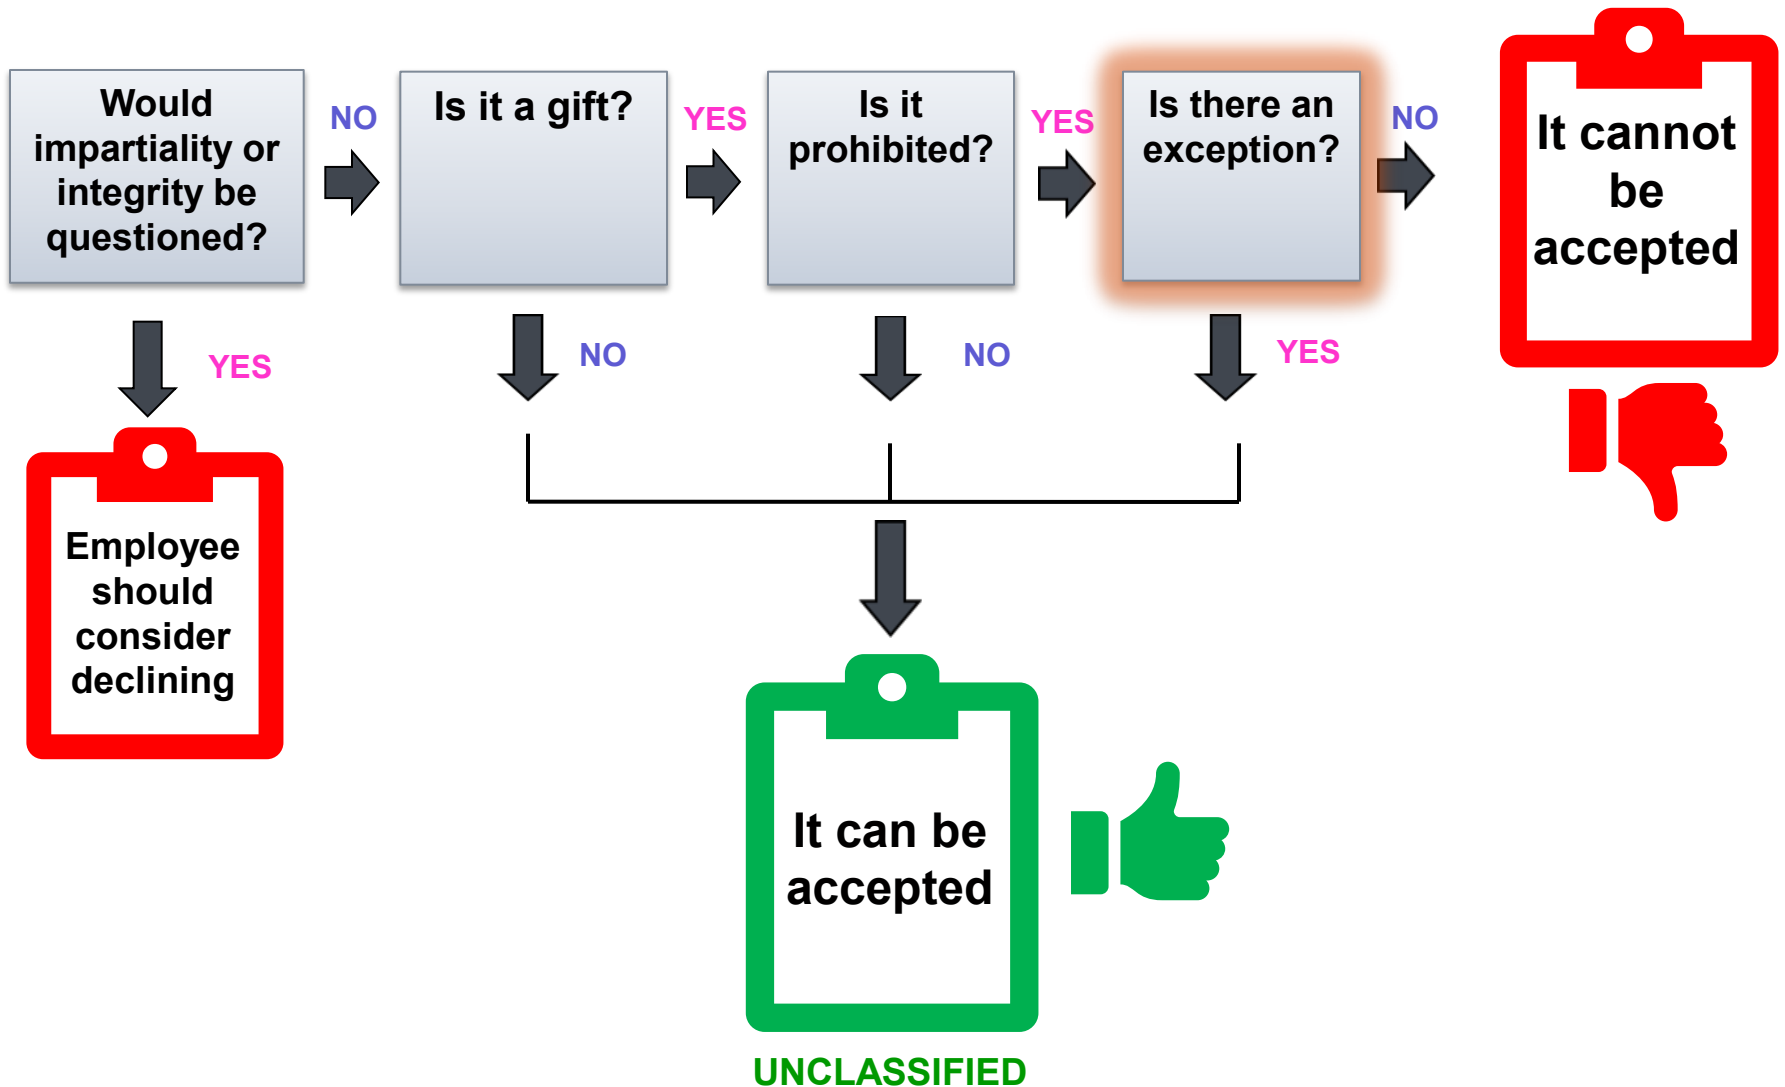 Would
impartiality or
integrity be
questioned?
NO
Is it a gift?
YES
Is it
prohibited?
YES
Is there an
exception?
NO
It cannot
be
accepted
YES
NO
NO
YES
Employee
should
consider
declining
It can be
accepted
UNCLASSIFIED